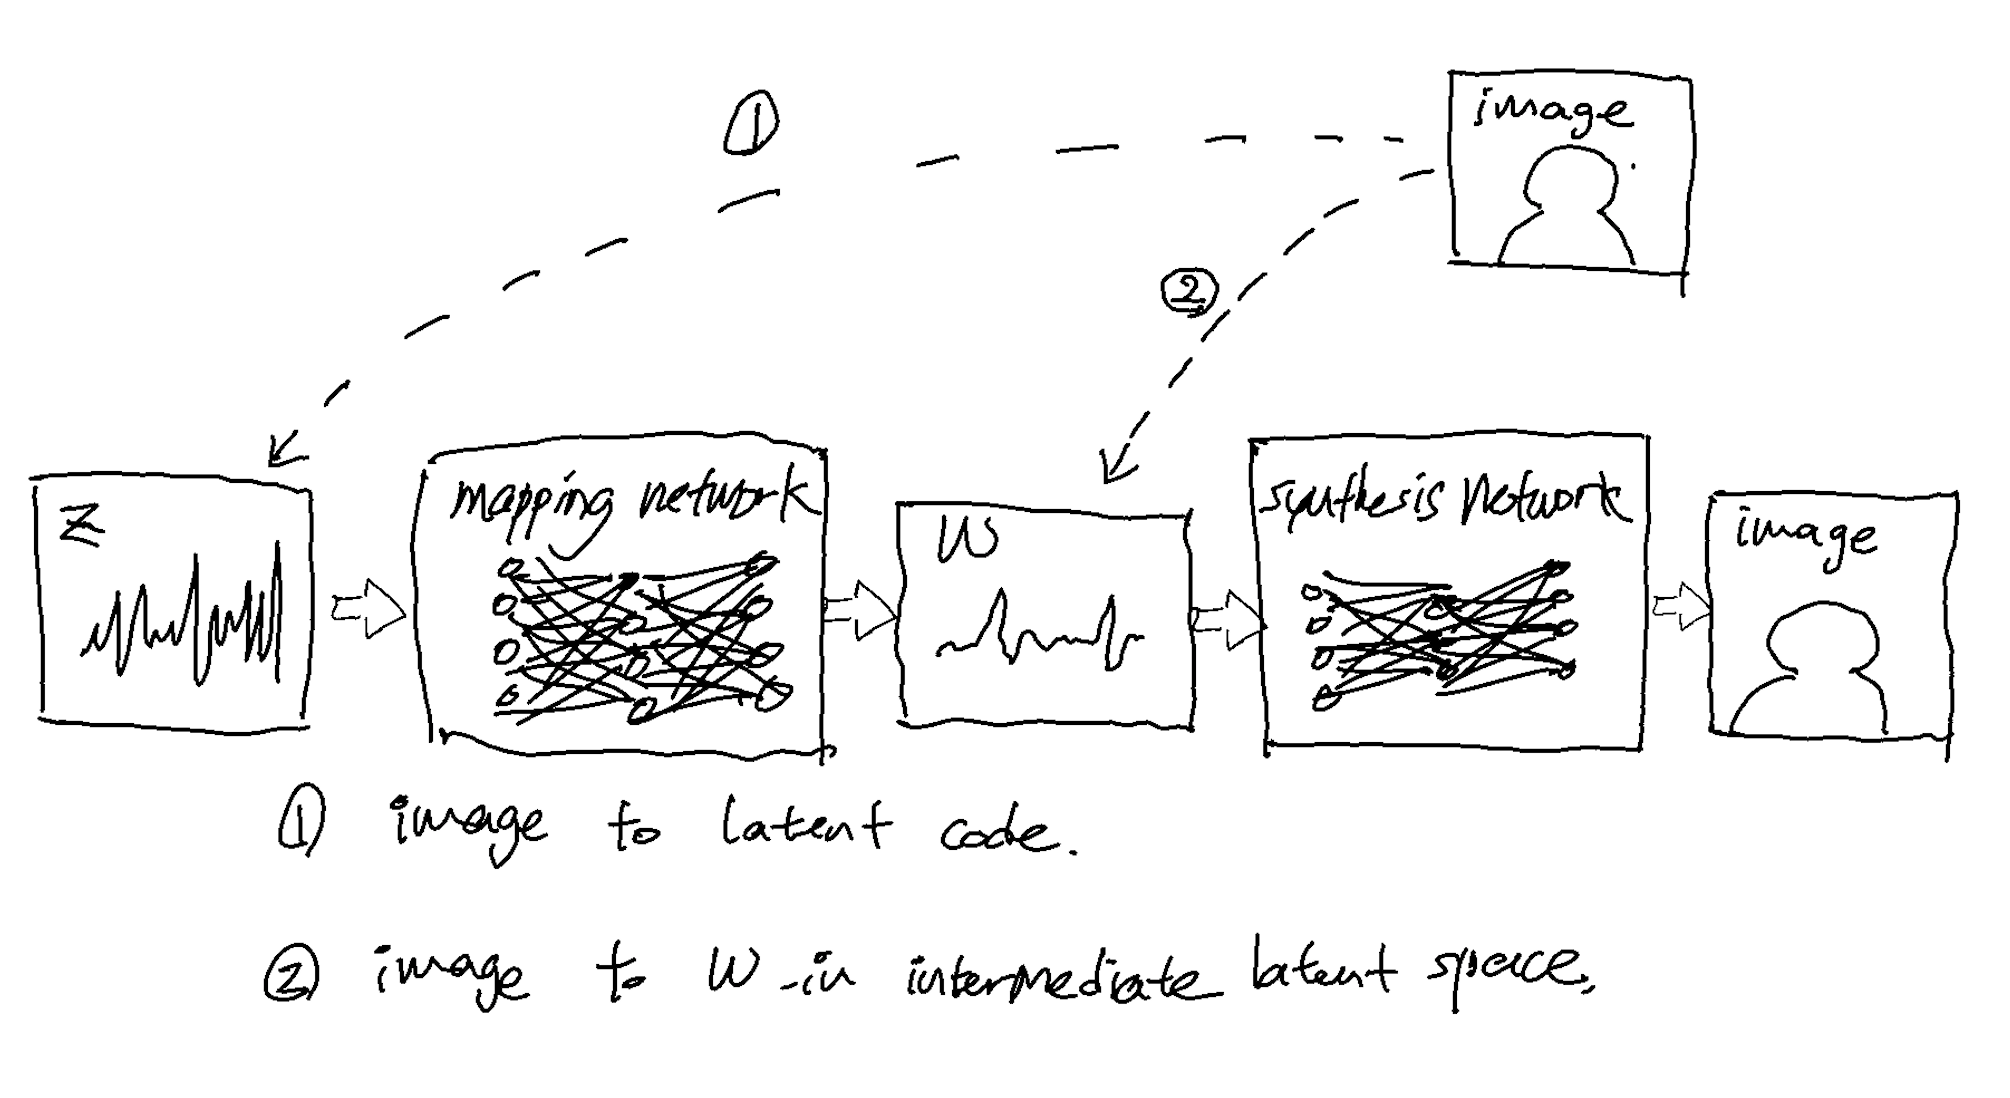 ①
image
②
z
mapping network
w
synthesis network
image
① image to latent code.
② image to w in intermediate latent space.